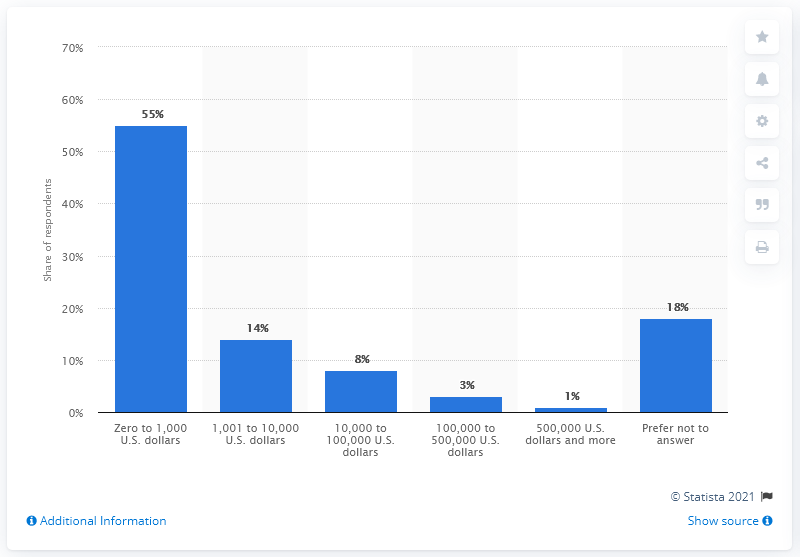 70%
60%
50%
40%
30%
20%
10%
0%
Share of respondents
55%
14%
8%
3%
1%
18%
Zero to 1,000
U.S. dollars
1,001 to 10,000
U.S. dollars
10,000 to
100,000 U.S.
dollars
100,000 to
500,000 U.S.
dollars
500,000 U.S.
dollars and more
Prefer not to
answer
© Statista 2021
Additional Information
Show source